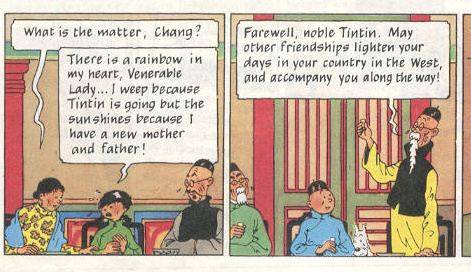 What is the matter, Chang?
There is a rainbow in
my heart, Venerable
Lady... I weep because
Tintin is going but the
sun shines because I
have a new mother
and father!
Farewell, noble Tintin. May
other friendships lighten your
days in your country in the West,
and accompany you along the way!